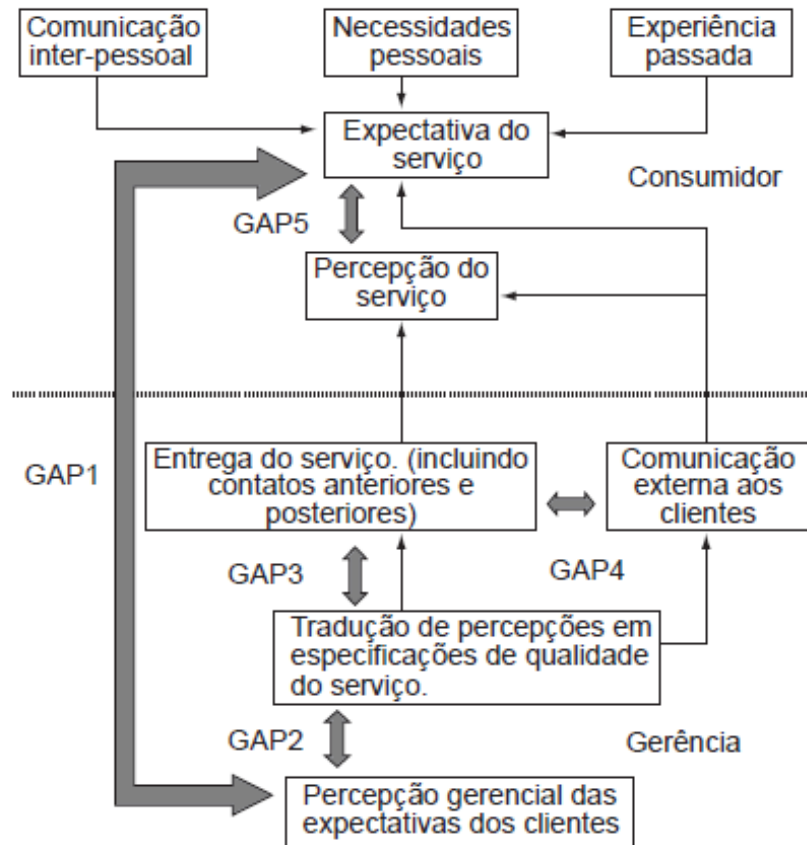 Comunicação
inter-pessoal
Necessidades
pessoais
Experiência
passada
Expectativa do
serviço
Consumidor
GAP5
Percepção do
serviço
GAP1
Entrega do serviço. (incluindo
contatos anteriores e
posteriores)
Comunicação
externa aos
clientes
GAP3
GAP4
Tradução de percepções em
especificações de qualidade
do serviço.
GAP2
Gerência
Percepção gerencial das
expectativas dos clientes